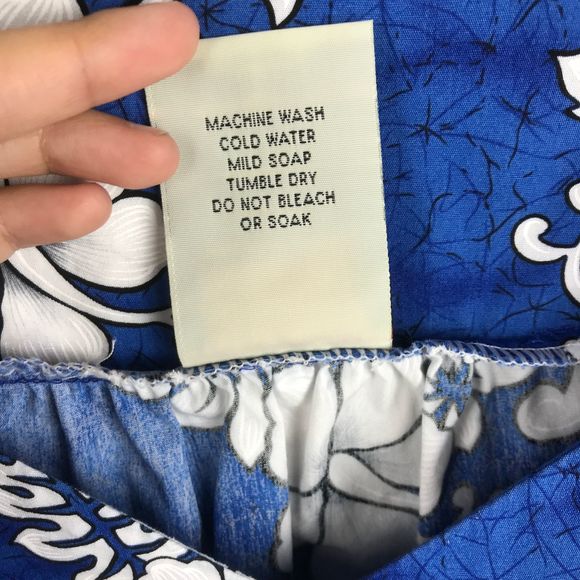 MACHINE WASH
COLD WATER
MILD SOAP
TUMBLE DRY
DO NOT BLEACH
OR SOAK